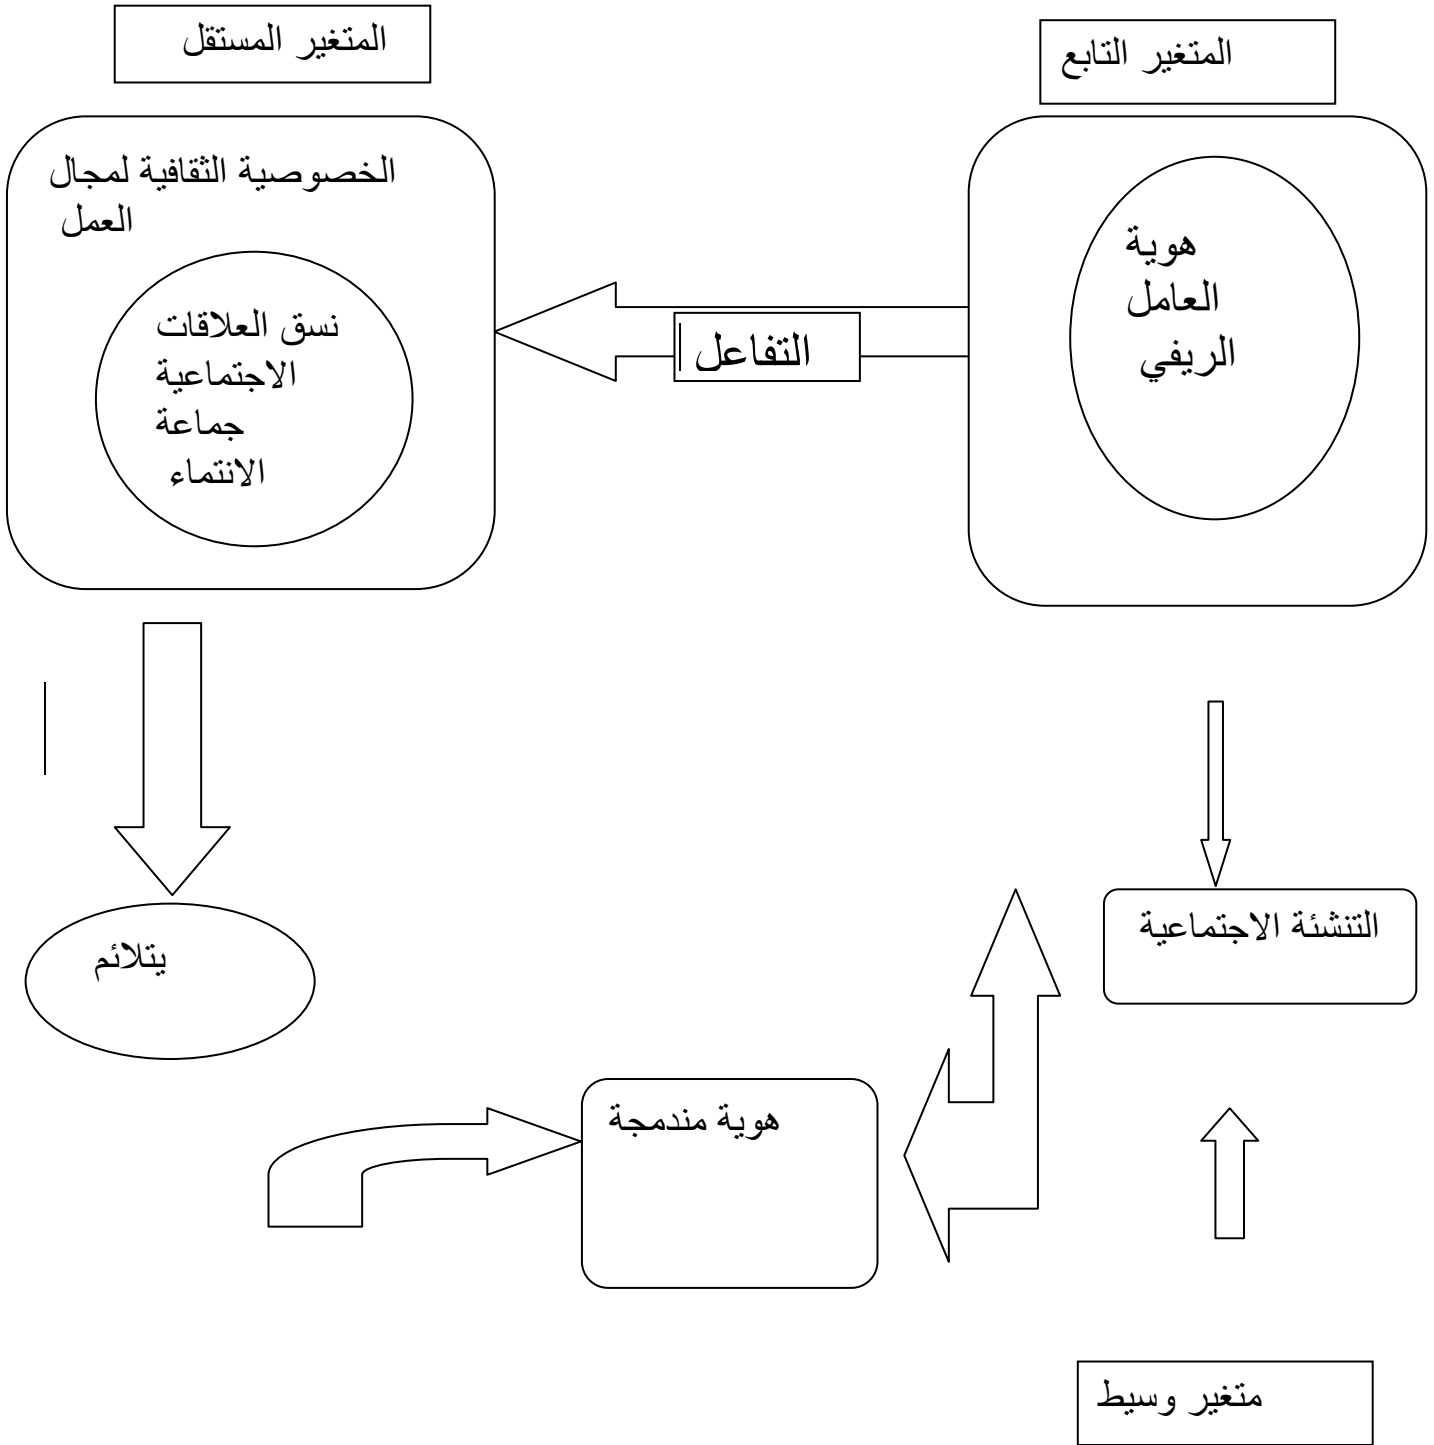 المتغير التابع
المتغير المستقل
هوية
العامل
الريفي
التفاعل
الخصوصية الثقافية لمجال
العمل
نسق العلاقات
الاجتماعية
جماعة
الانتماء
التنشئة الاجتماعية
يتلائم
هوية مندمجة
متغير وسيط